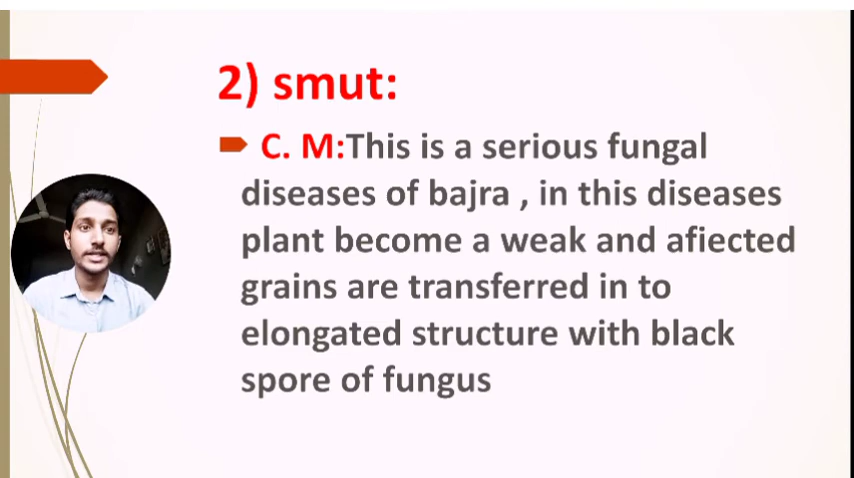 2) smut:
C. M:This is a serious fungal
diseases of bajra , in this diseases
plant become a weak and afiected
grains are transferred in to
elongated structure with black
spore of fungus